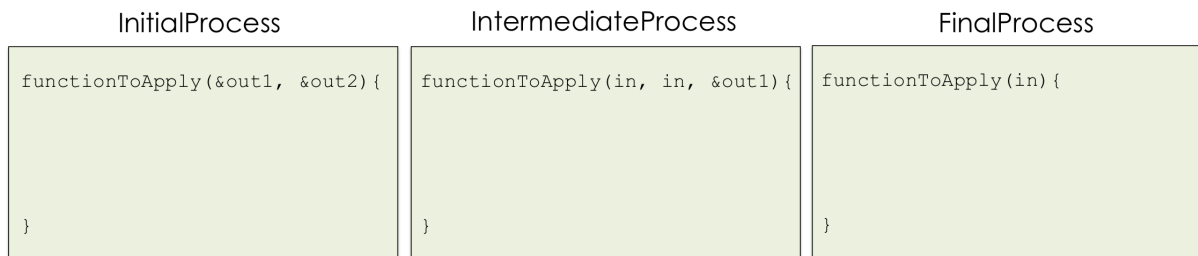 InitialProcess
functionToApply(&out1, &out2){
}
IntermediateProcess
functionToApply(in, in, &out1){
}
FinalProcess
functionToApply(in){
}